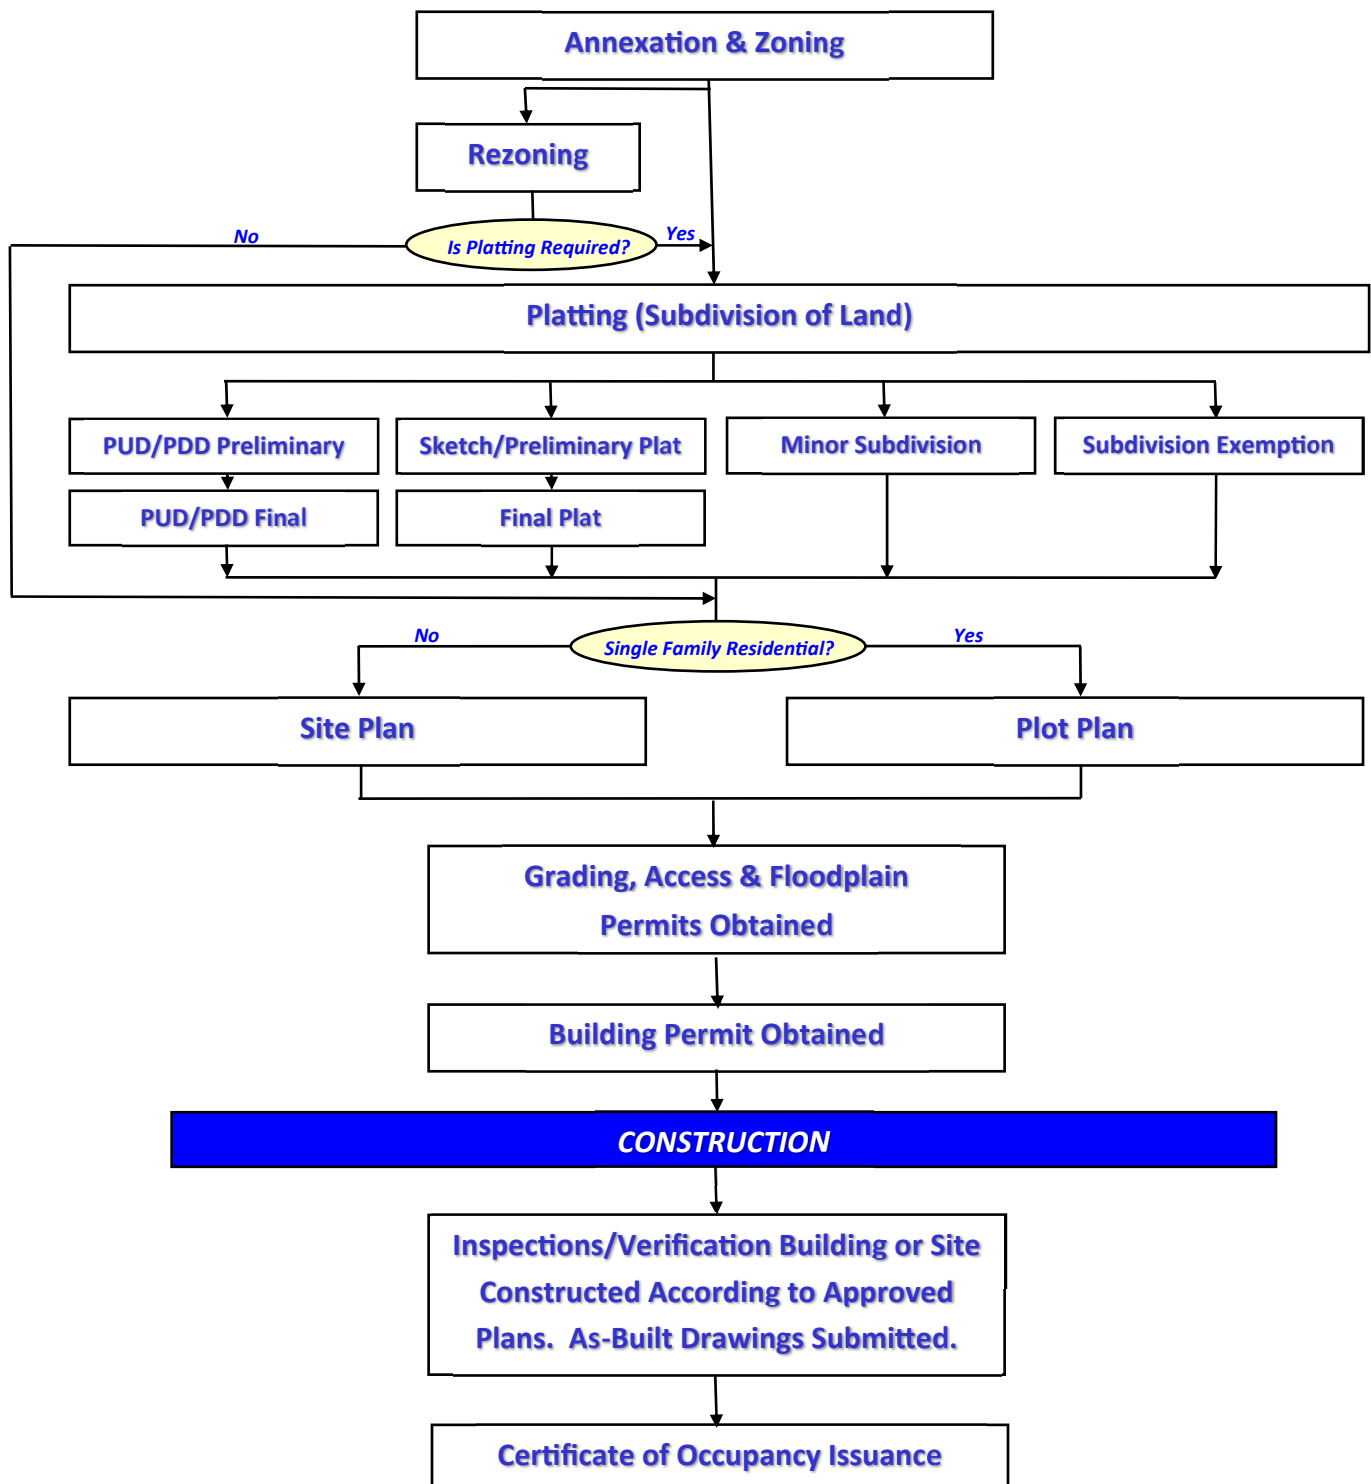 Annexation & Zoning
Rezoning
No
Is Platting Required?
Yes
Platting (Subdivision of Land)
PUD/PDD Preliminary
Sketch/Preliminary Plat
Minor Subdivision
Subdivision Exemption
PUD/PDD Final
Final Plat
No
Single Family Residential?
Yes
Site Plan
Plot Plan
Grading, Access & Floodplain
Permits Obtained
Building Permit Obtained
CONSTRUCTION
Inspections/Verification Building or Site
Constructed According to Approved
Plans.  As-Built Drawings Submitted.
Certificate of Occupancy Issuance